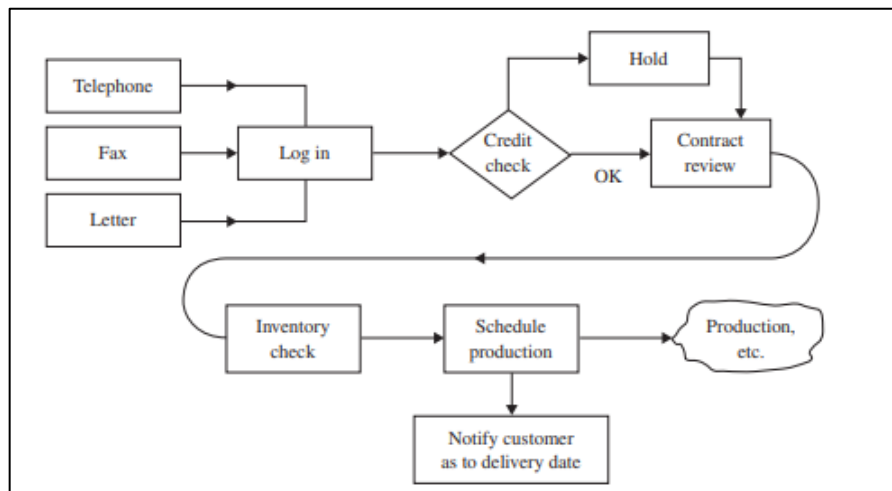 Telephone
Fax
Letter
Log in
Credit
check
Hold
OK
Contract
review
Inventory
check
Schedule
production
Production,
etc.
Notify customer
as to delivery date